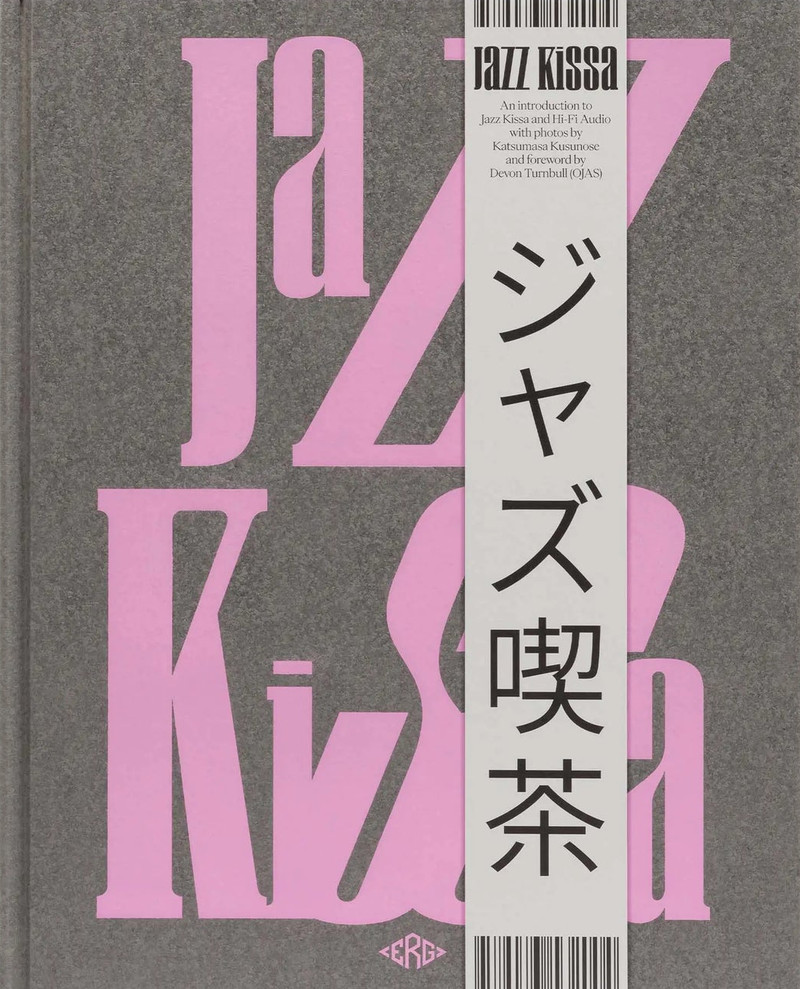 Jazz
Kissa
JaZZ KiSSa
An introduction to
Jazz Kissa and Hi-Fi Audio
with photos by
Katsumasa Kusunose
and foreword by
Devon Turnbull (OJAS)
ジャズ喫茶
<ERG>